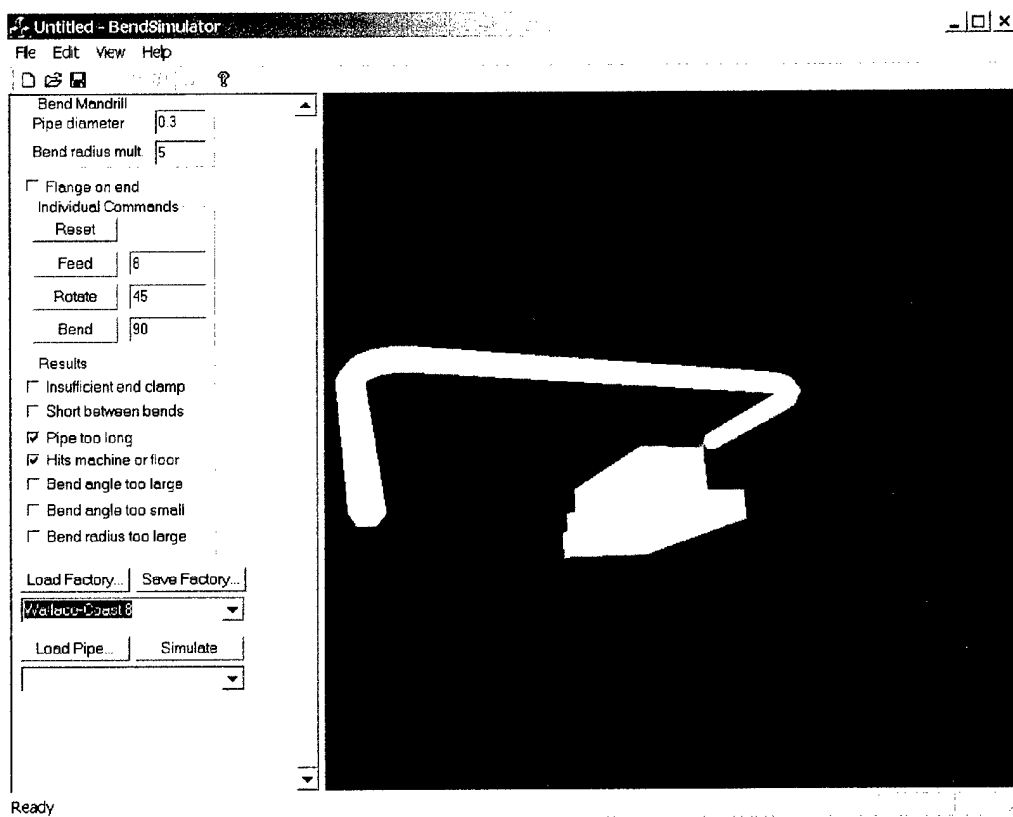 Untitled - BendSimulator
File Edit View Help
Bend Mandrill
Pipe diameter 0.3
Bend radius mult. 5
Flange on end
Individual Commands
Reset
Feed 8
Rotate 45
Bend 90
Results
Insufficient end clamp
Short between bends
Pipe too long
Hits machine or floor
Bend angle too large
Bend angle too small
Bend radius too large
Load Factory... Save Factory...
Wallace-Coast 8
Load Pipe... Simulate
Ready